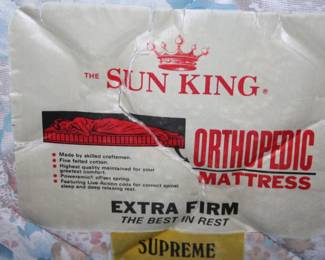 THE SUN KING®
ORTHOPEDIC
MATTRESS
• Made by skilled craftsmen.
• Fine felted cotton.
• Highest quality maintained for your
greatest comfort.
• Powerensich offset spring.
• Featuring Live-Action coils for correct spinal
sleep and deep relaxing rest.
EXTRA FIRM
THE BEST IN REST
SUPREME